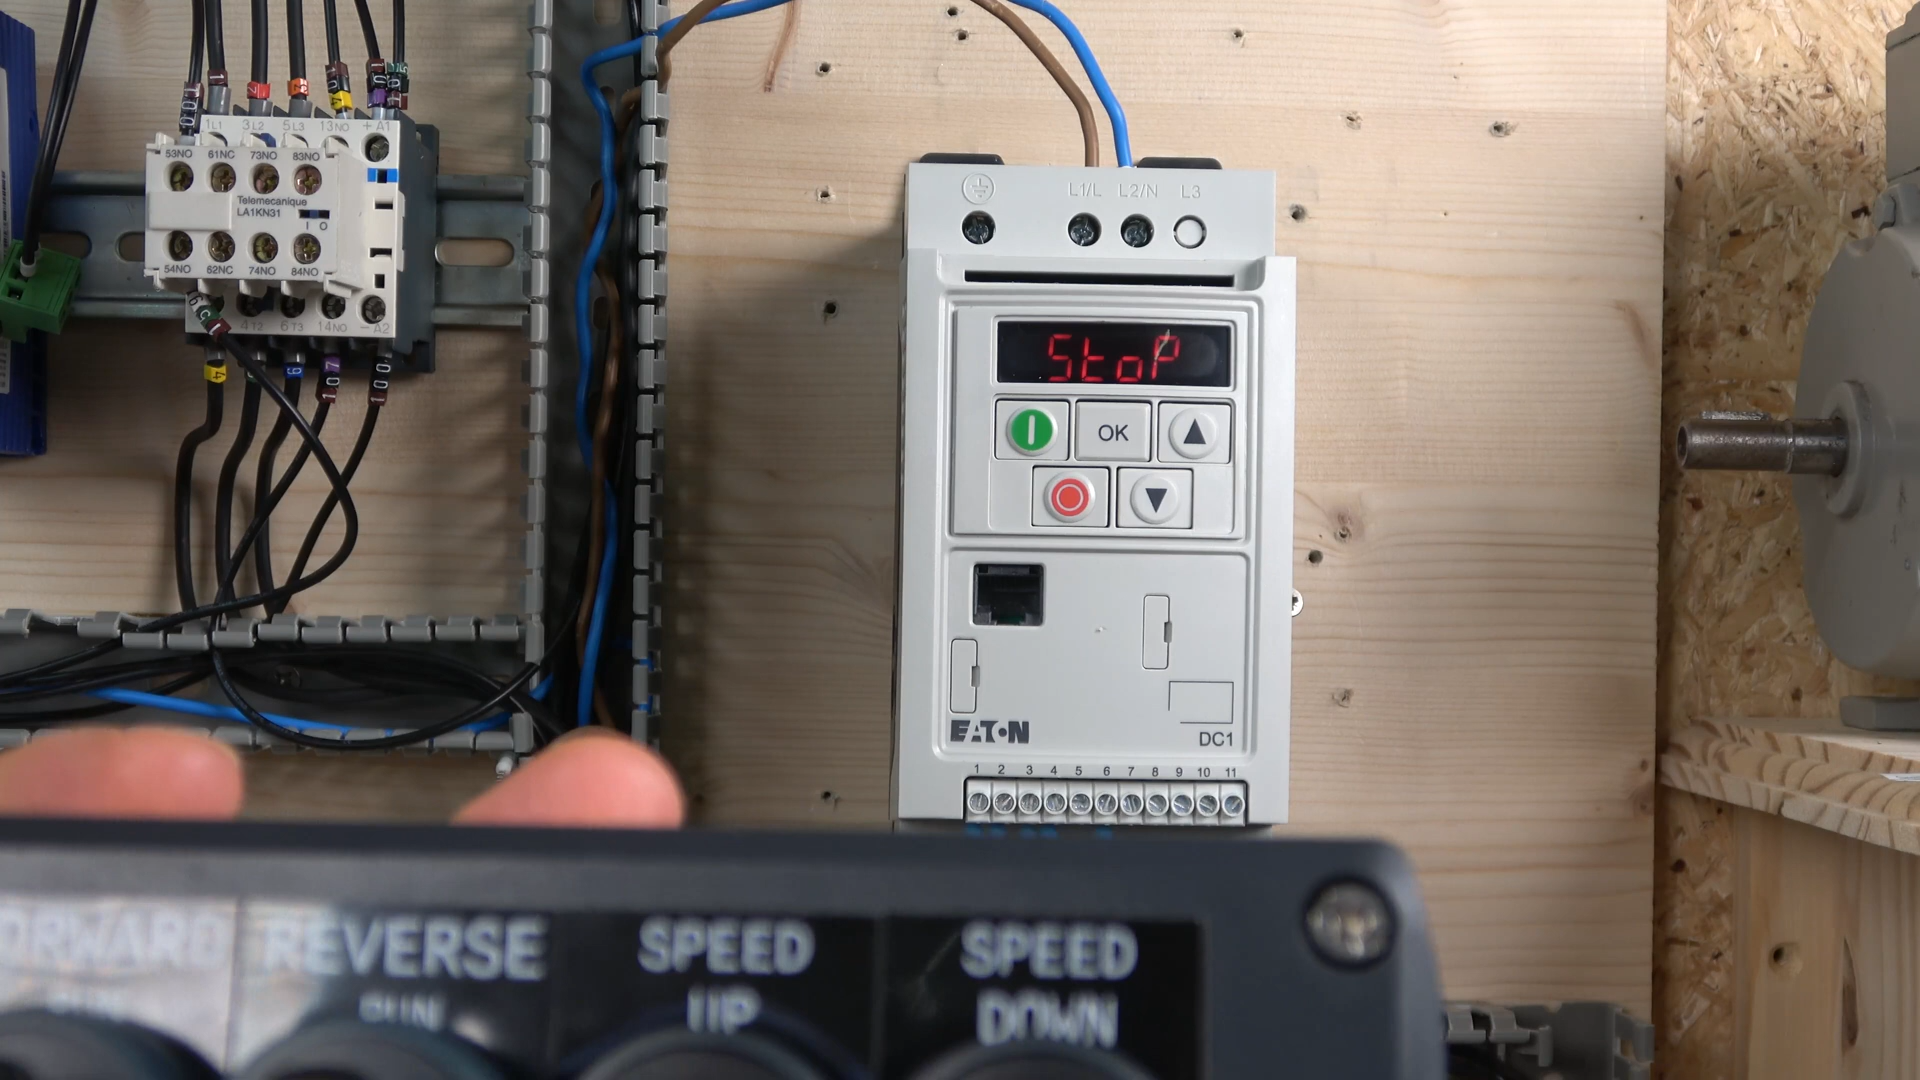 1L1 3L2 5L3 13NO + A1
53NO 61NC 73NO 83NO
Telemecanique
LA1KN31
I O
54NO 62NC 74NO 84NO
4T2 6T3 14NO - A2
L1/L L2/N L3
StoP
OK
EATON
DC1
1 2 3 4 5 6 7 8 9 10 11
REVERSE
RUN
SPEED
UP
SPEED
DOWN